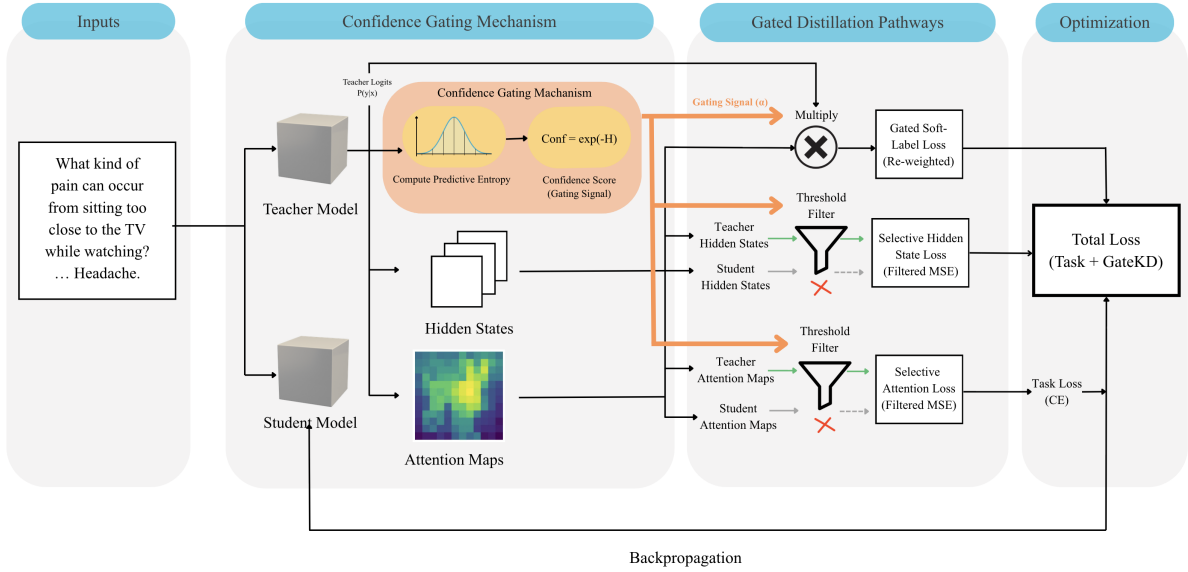 Inputs
Confidence Gating Mechanism
Gated Distillation Pathways
Optimization
What kind of
pain can occur
from sitting too
close to the TV
while watching?
… Headache.
Teacher Model
Student Model
Teacher Logits
P(y|x)
Confidence Gating Machanism
Conf = exp(-H)
Compute Predictive Entropy
Confidence Score
(Gating Signal)
Hidden States
Attention Maps
Gating Signal (α)
Multiply
Gated Soft-
Label Loss
(Re-weighted)
Threshold
Filter
Teacher
Hidden States
Student
Hidden States
Selective Hidden
State Loss
(Filtered MSE)
Threshold
Filter
Teacher
Attention Maps
Student
Attention Maps
Selective
Attention Loss
(Filtered MSE)
Total Loss
(Task + GateKD)
Task Loss
(CE)
Backpropagation